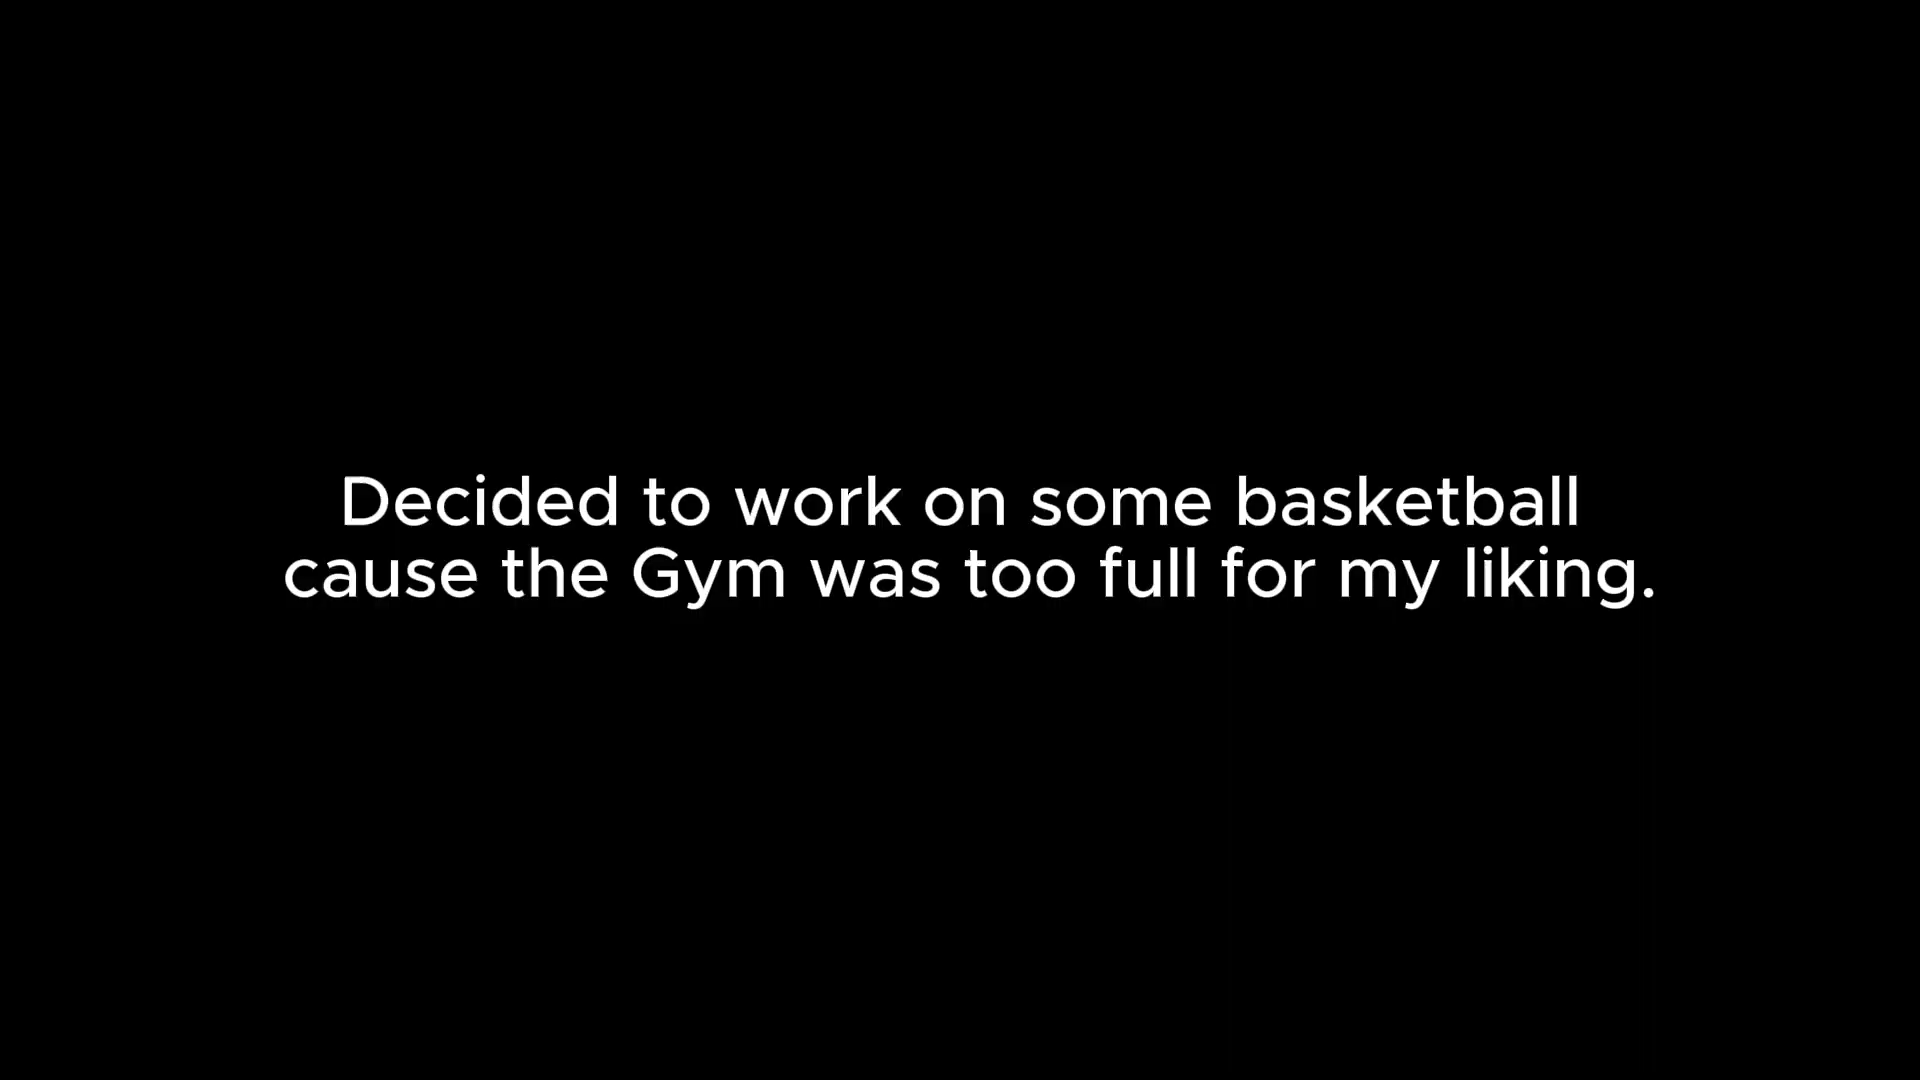 Decided to work on some basketball
cause the Gym was too full for my liking.